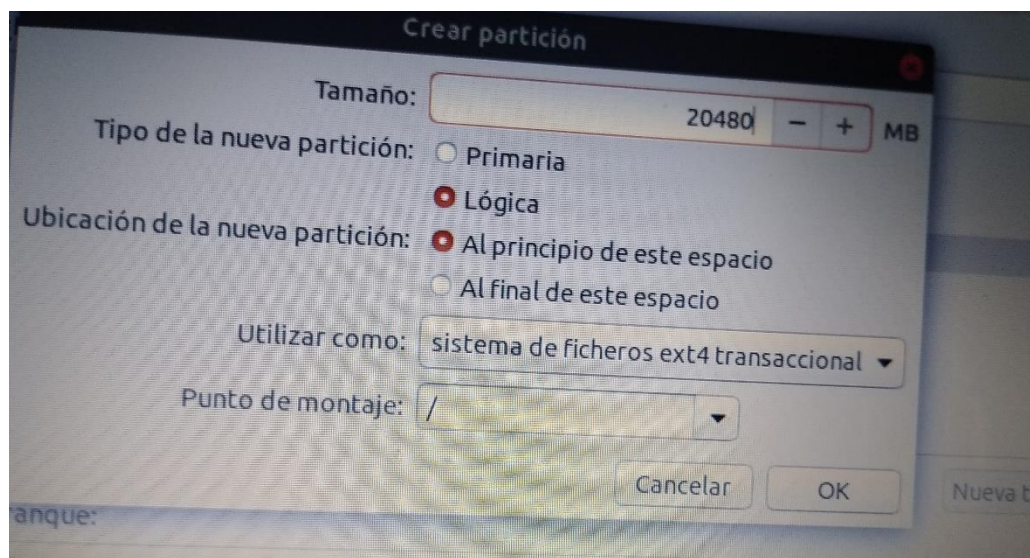 Crear partición
Tamaño: 20480 − + MB
Tipo de la nueva partición: Primaria
Lógica
Ubicación de la nueva partición: Al principio de este espacio
Al final de este espacio
Utilizar como: sistema de ficheros ext4 transaccional
Punto de montaje: /
Cancelar OK Nueva t
anque: